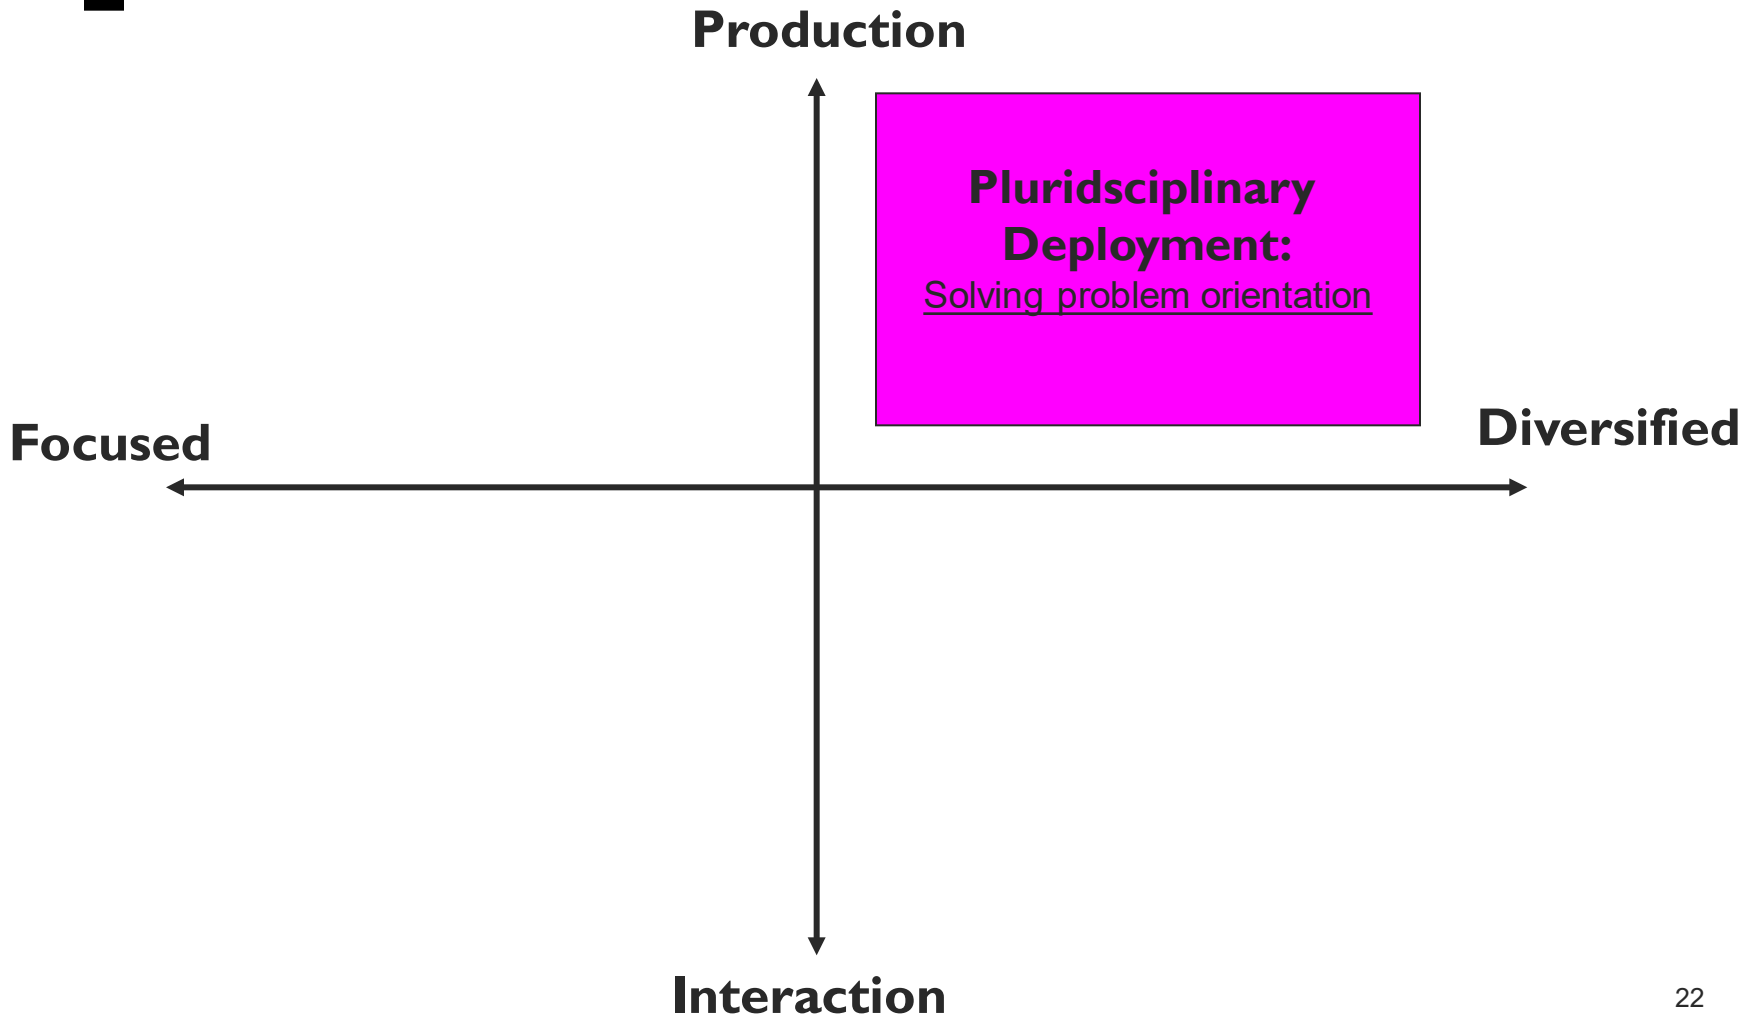 Production
Pluridsciplinary
Deployment:
Solving problem orientation
Focused
Diversified
Interaction
22